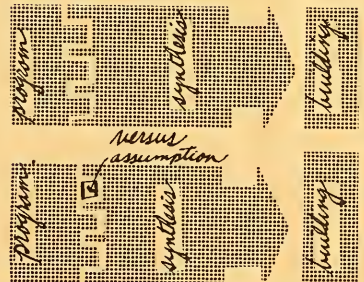 program
synthesis
building
versus
assumption
program
synthesis
building